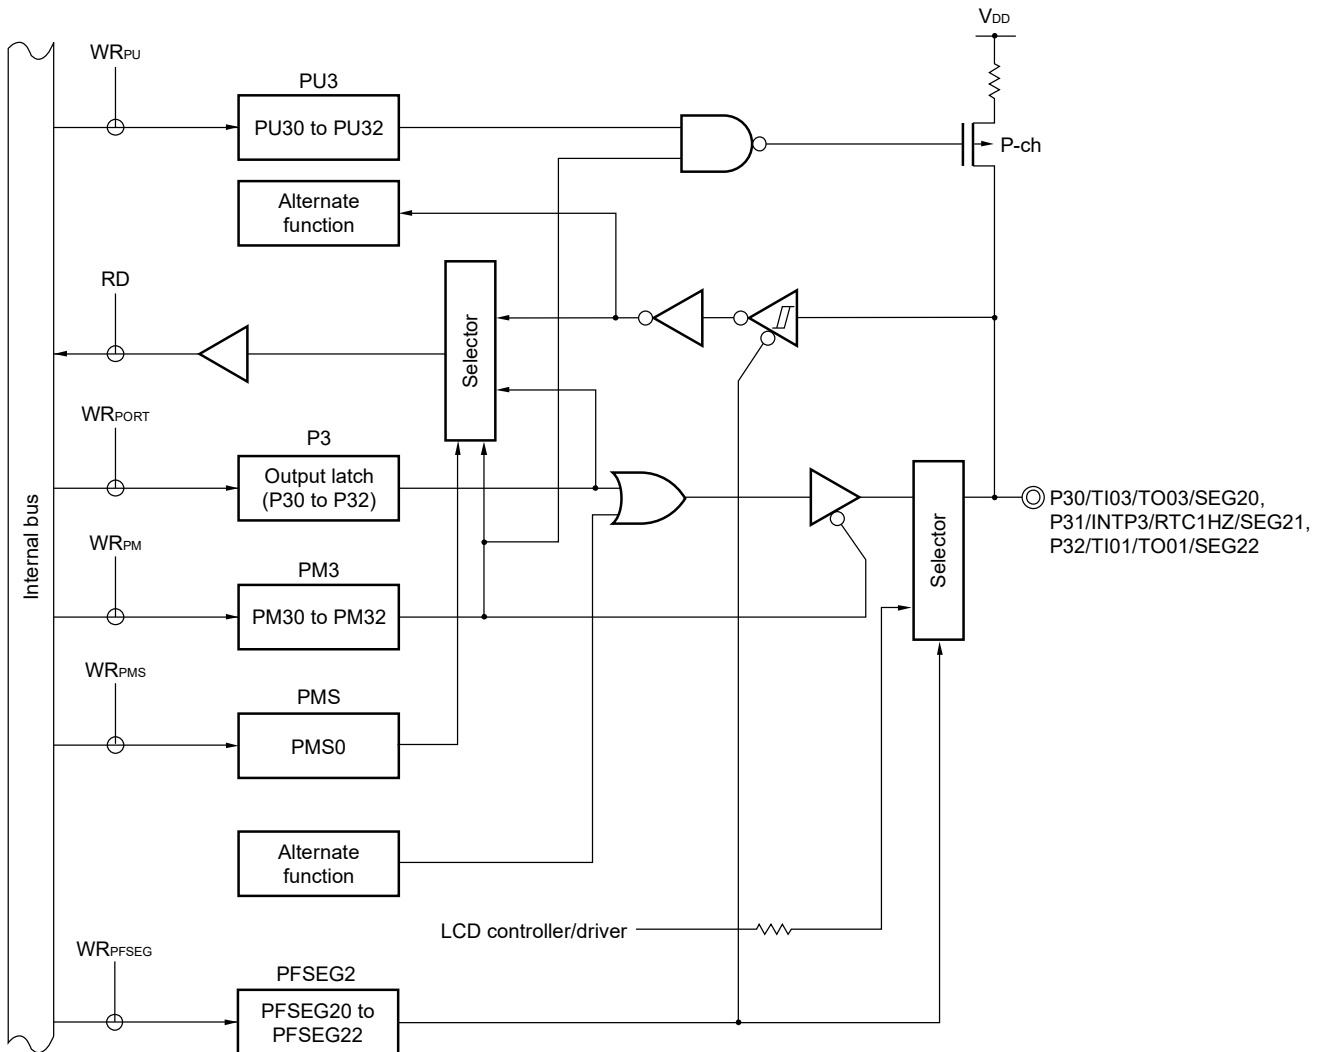 VDD
WRPU
PU3
PU30 to PU32
P-ch
Alternate
function
RD
Selector
WRPORT
P3
Output latch
(P30 to P32)
Internal bus
P30/TI03/TO03/SEG20,
P31/INTP3/RTC1HZ/SEG21,
P32/TI01/TO01/SEG22
Selector
WRPM
PM3
PM30 to PM32
WRPMS
PMS
PMS0
Alternate
function
LCD controller/driver
WRPFSEG
PFSEG2
PFSEG20 to
PFSEG22